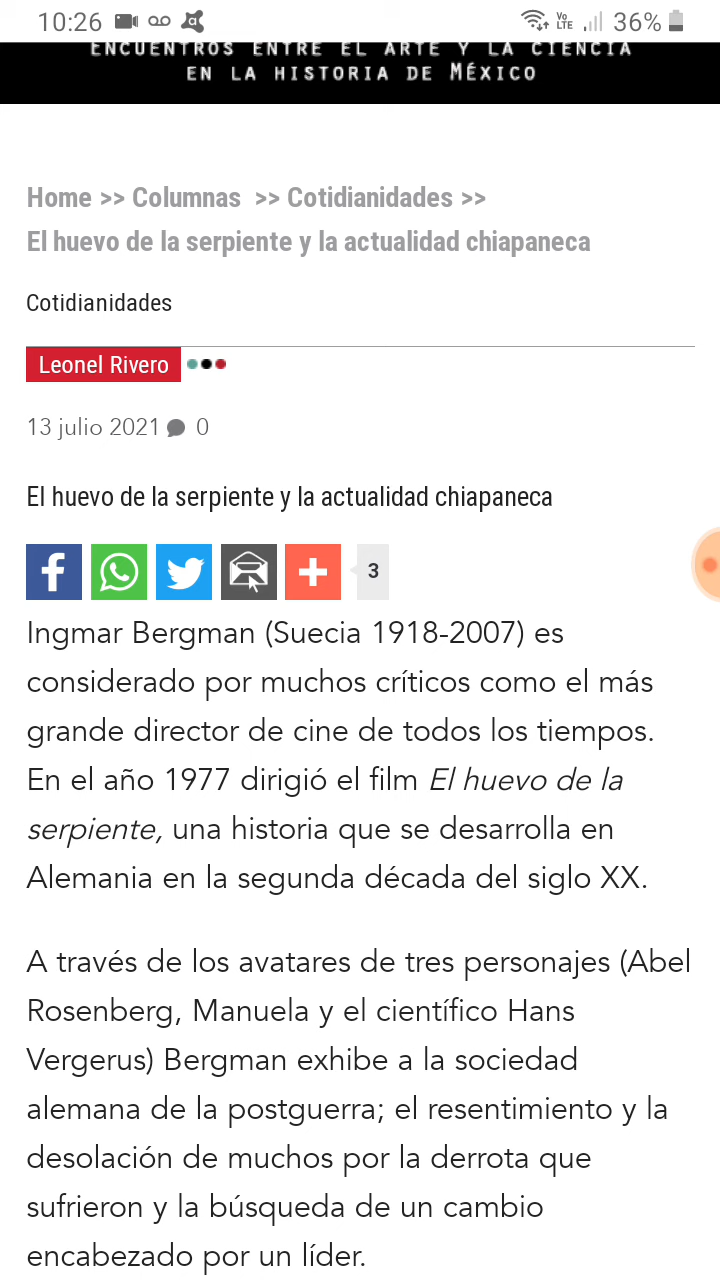 10:26
Vo
LTE
36%
ENCUENTROS ENTRE EL ARTE Y LA CIENCIA
EN LA HISTORIA DE MÉXICO
Home >> Columnas >> Cotidianidades >>
El huevo de la serpiente y la actualidad chiapaneca
Cotidianidades
Leonel Rivero
13 julio 2021 0
El huevo de la serpiente y la actualidad chiapaneca
3
Ingmar Bergman (Suecia 1918-2007) es
considerado por muchos críticos como el más
grande director de cine de todos los tiempos.
En el año 1977 dirigió el film El huevo de la
serpiente, una historia que se desarrolla en
Alemania en la segunda década del siglo XX.
A través de los avatares de tres personajes (Abel
Rosenberg, Manuela y el científico Hans
Vergerus) Bergman exhibe a la sociedad
alemana de la postguerra; el resentimiento y la
desolación de muchos por la derrota que
sufrieron y la búsqueda de un cambio
encabezado por un líder.